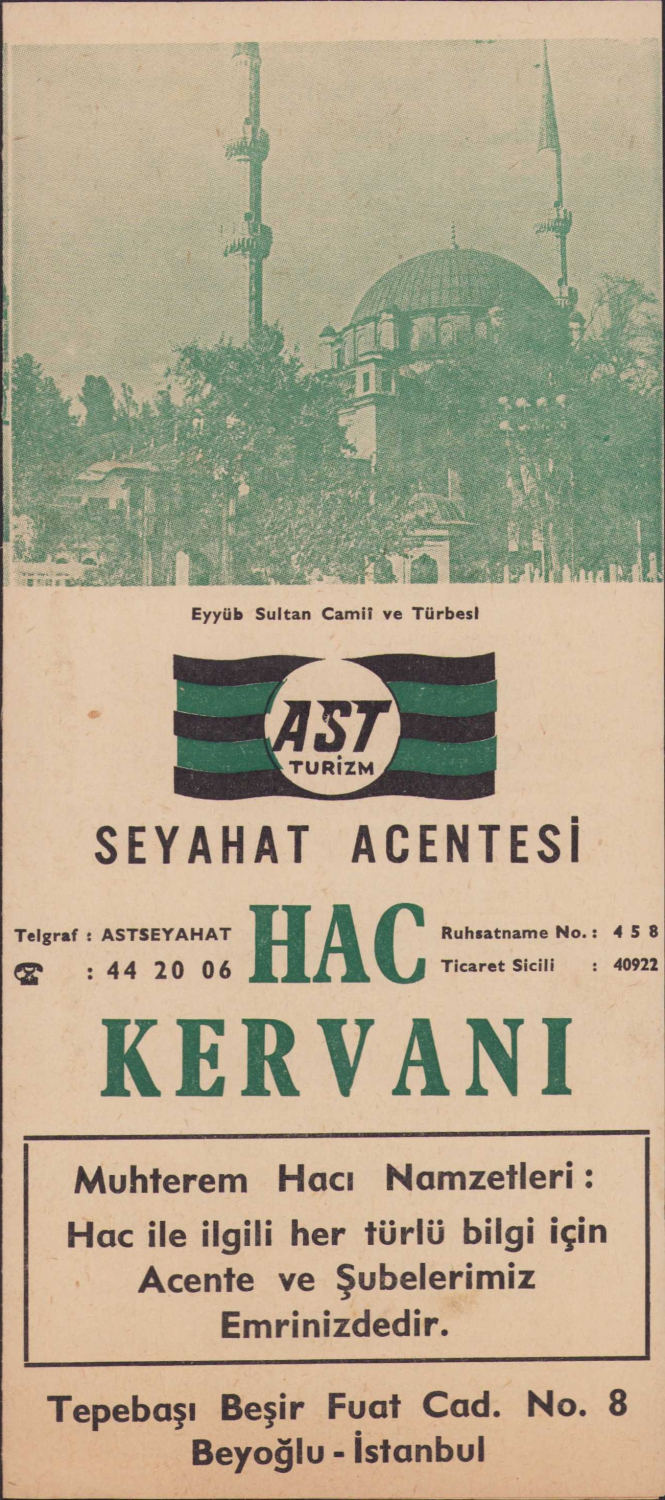 Eyyüb Sultan Camiî ve Türbesi
AST
TURİZM
SEYAHAT ACENTESİ
Telgraf : ASTSEYAHAT
☎ : 44 20 06
HAC
Ruhsatname No. : 4 5 8
Ticaret Sicili : 40922
KERVANI
Muhterem Hacı Namzetleri :
Hac ile ilgili her türlü bilgi için
Acente ve Şubelerimiz
Emrinizdedir.
Tepebaşı Beşir Fuat Cad. No. 8
Beyoğlu - İstanbul